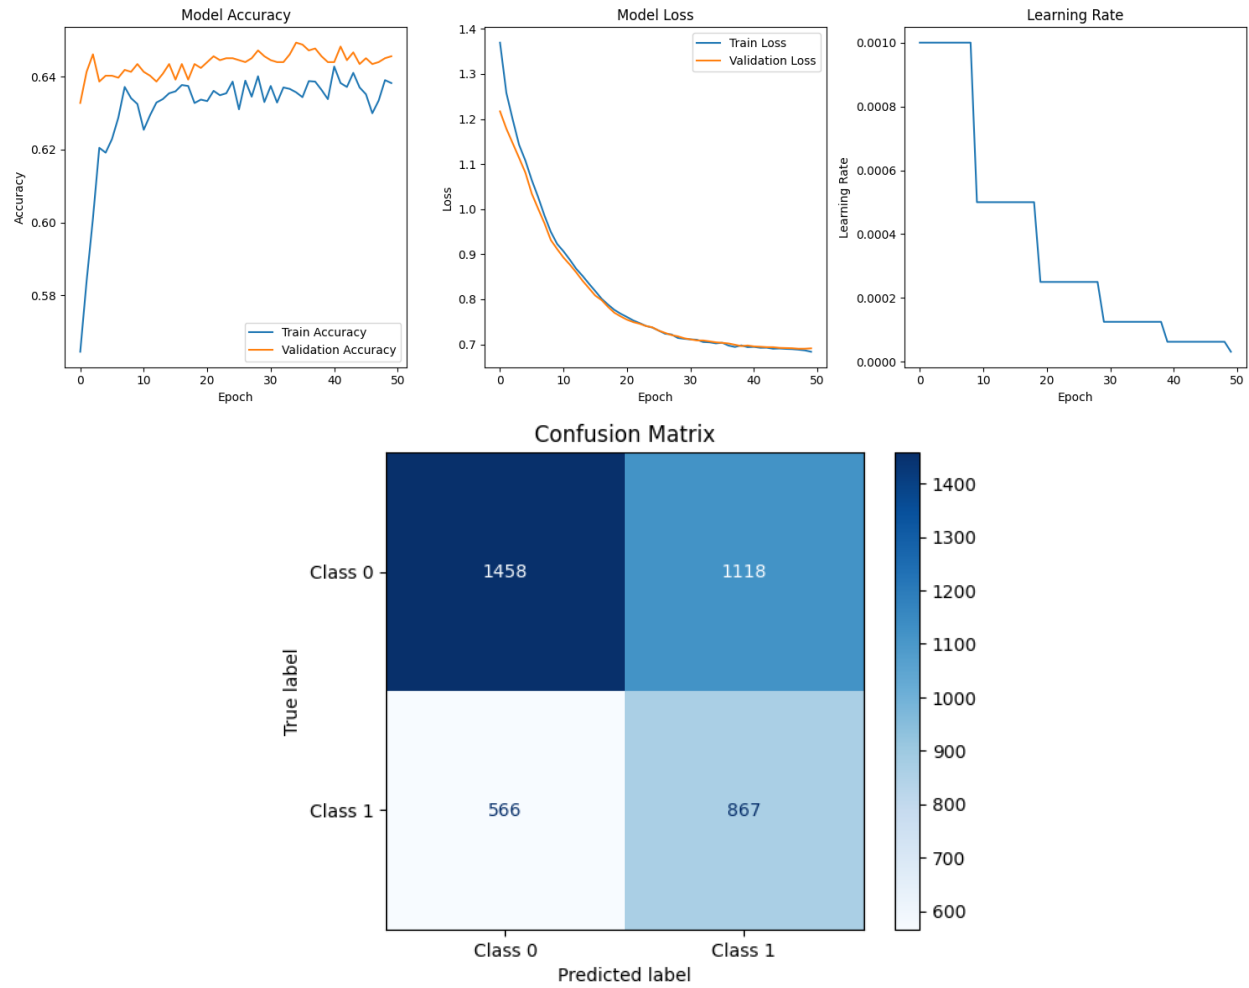 Model Accuracy
0.64
0.62
0.60
0.58
Accuracy
Train Accuracy
Validation Accuracy
0 10 20 30 40 50
Epoch
Model Loss
1.4
1.3
1.2
1.1
1.0
0.9
0.8
0.7
Loss
Train Loss
Validation Loss
0 10 20 30 40 50
Epoch
Learning Rate
0.0010
0.0008
0.0006
0.0004
0.0002
0.0000
Learning Rate
0 10 20 30 40 50
Epoch
Confusion Matrix
True label
Class 0
1458 1118
Class 1
566 867
Class 0 Class 1
Predicted label
1400
1300
1200
1100
1000
900
800
700
600